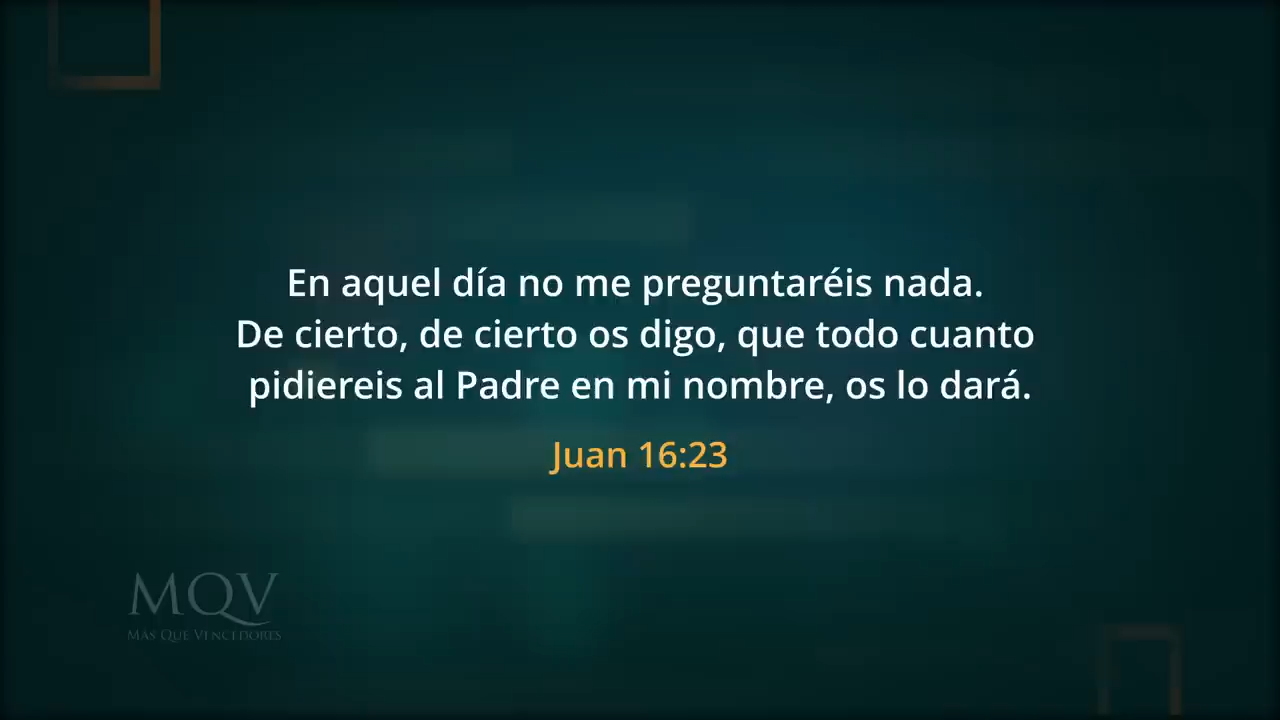 En aquel día no me preguntaréis nada.
De cierto, de cierto os digo, que todo cuanto
pidiereis al Padre en mi nombre, os lo dará.
Juan 16:23
MQV
MAS QUE VENCEDORES